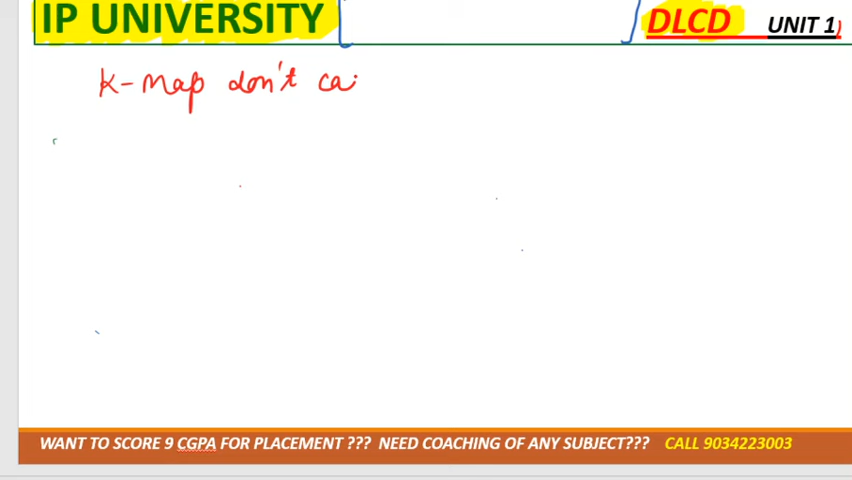 IP UNIVERSITY DLCD UNIT 1)
K-Map don't ca
WANT TO SCORE 9 CGPA FOR PLACEMENT ??? NEED COACHING OF ANY SUBJECT??? CALL 9034223003